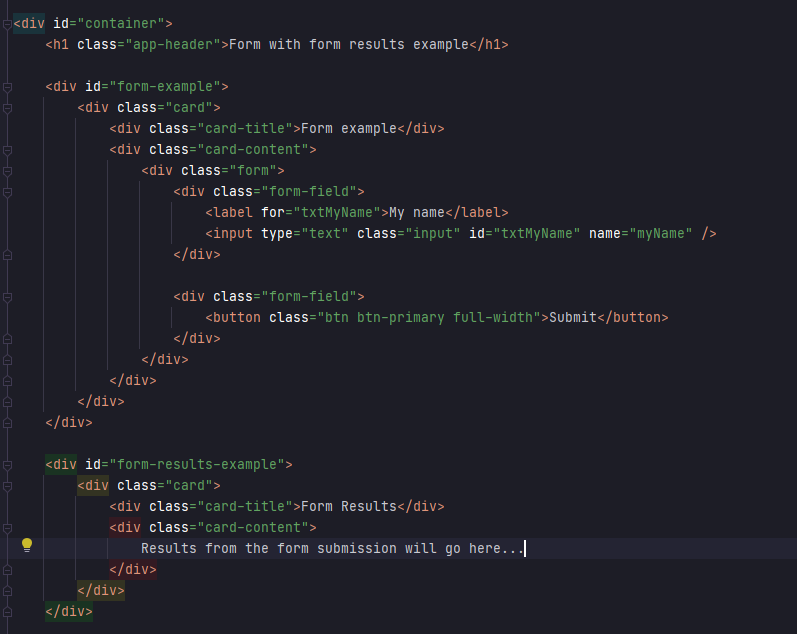 <div id="container">
<h1 class="app-header">Form with form results example</h1>
<div id="form-example">
<div class="card">
<div class="card-title">Form example</div>
<div class="card-content">
<div class="form">
<div class="form-field">
<label for="txtMyName">My name</label>
<input type="text" class="input" id="txtMyName" name="myName" />
</div>
<div class="form-field">
<button class="btn btn-primary full-width">Submit</button>
</div>
</div>
</div>
</div>
</div>
<div id="form-results-example">
<div class="card">
<div class="card-title">Form Results</div>
<div class="card-content">
Results from the form submission will go here...
</div>
</div>
</div>